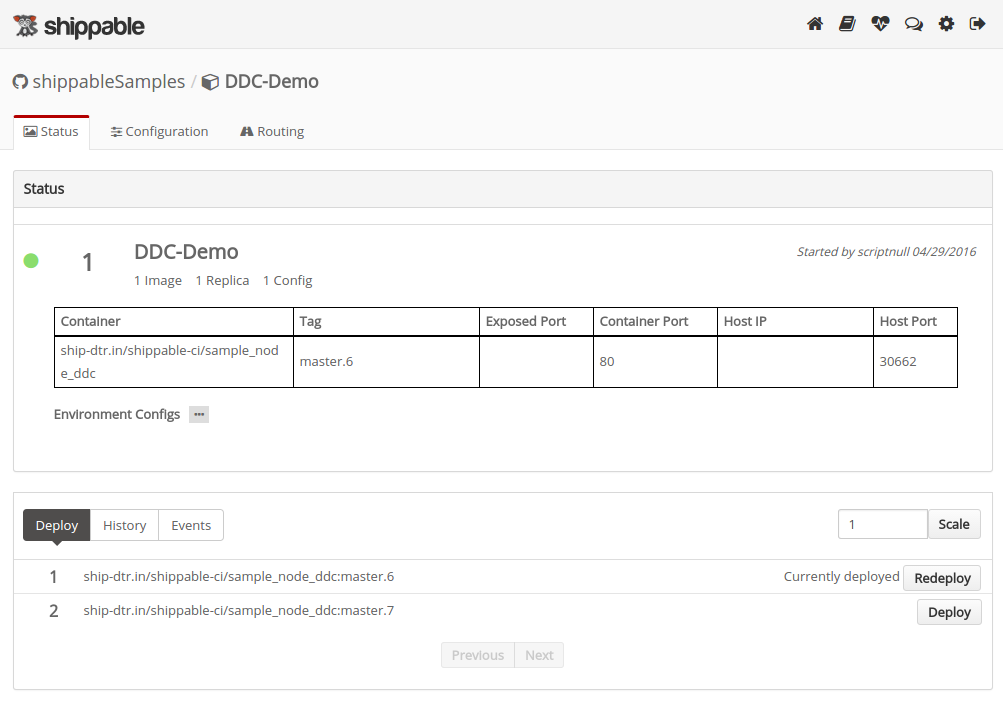 shippable
shippableSamples / DDC-Demo
Status Configuration Routing
Status
1 DDC-Demo Started by scriptnull 04/29/2016
1 Image 1 Replica 1 Config
Container Tag Exposed Port Container Port Host IP Host Port
ship-dtr.in/shippable-ci/sample_nod
e_ddc master.6 80 30662
Environment Configs
Deploy History Events 1 Scale
1 ship-dtr.in/shippable-ci/sample_node_ddc:master.6 Currently deployed Redeploy
2 ship-dtr.in/shippable-ci/sample_node_ddc:master.7 Deploy
Previous Next